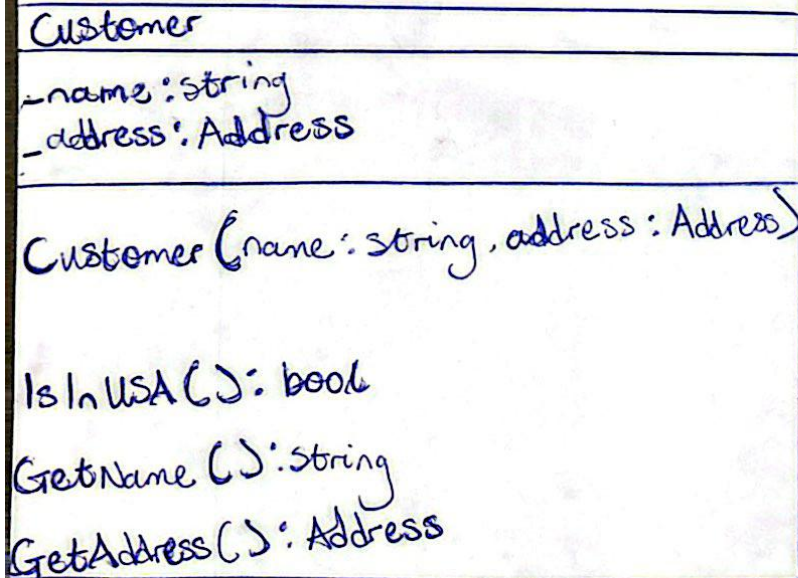 Customer
_name : string
_address : Address
Customer (name : string, address : Address)
IsInUSA () : bool
GetName () : string
GetAddress () : Address